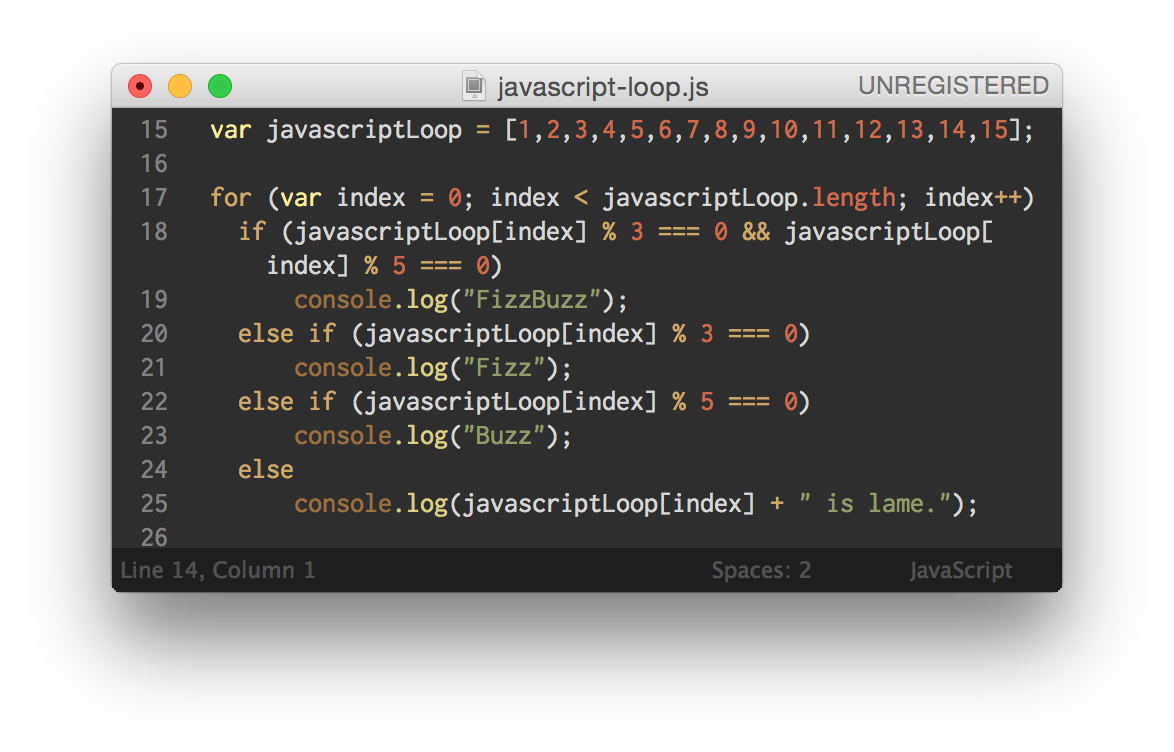 javascript-loop.js UNREGISTERED
15 var javascriptLoop = [1,2,3,4,5,6,7,8,9,10,11,12,13,14,15];
16
17 for (var index = 0; index < javascriptLoop.length; index++)
18 if (javascriptLoop[index] % 3 === 0 && javascriptLoop[
index] % 5 === 0)
19 console.log("FizzBuzz");
20 else if (javascriptLoop[index] % 3 === 0)
21 console.log("Fizz");
22 else if (javascriptLoop[index] % 5 === 0)
23 console.log("Buzz");
24 else
25 console.log(javascriptLoop[index] + " is lame.");
26
Line 14, Column 1 Spaces: 2 JavaScript